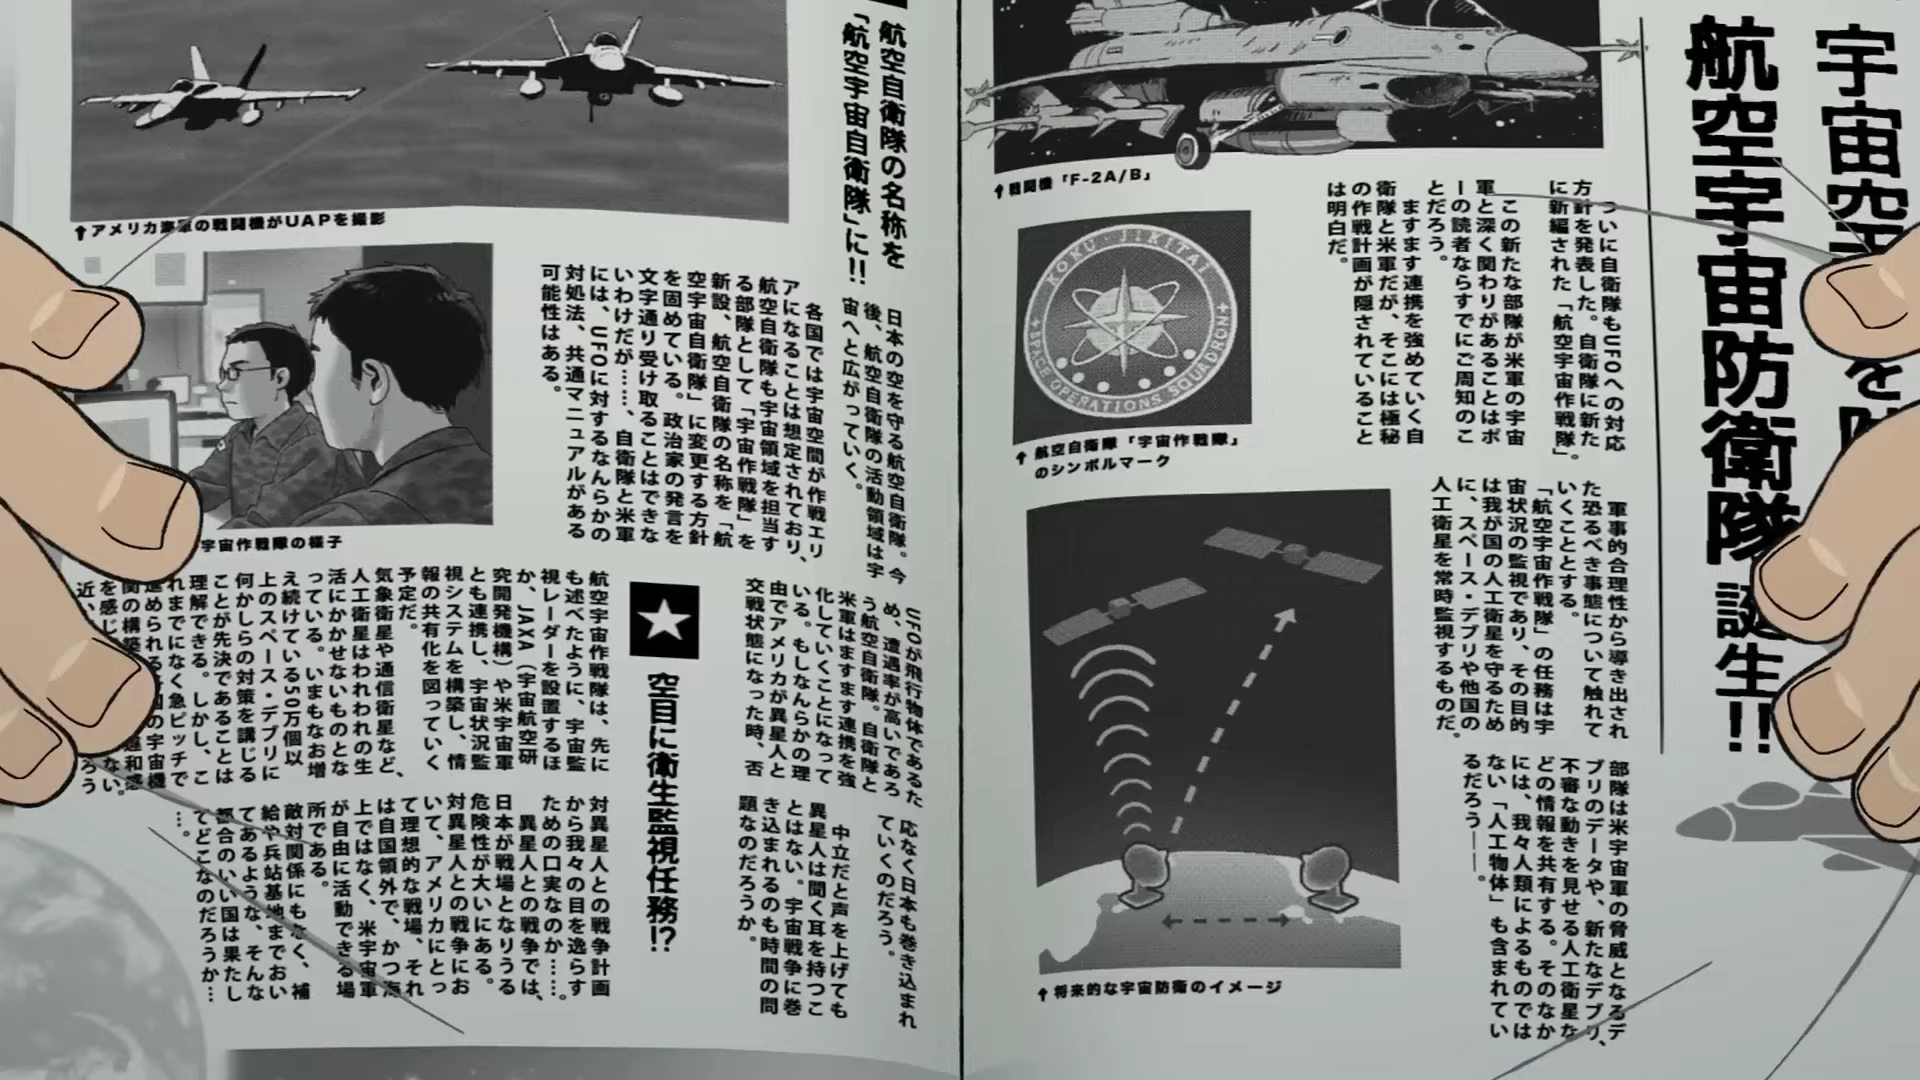 宇宙空
を
航空宇宙防衛隊誕生!!
↑戦闘機「F-2A/B」
ついに自衛隊もUFOへの対応
方針を発表した。自衛隊に新た
に新編された「航空宇宙作戦隊」。
この新たな部隊が米軍の宇宙
軍と深く関わりがあることはポ
ーの読者ならすでにご周知のこ
とだろう。
ますます連携を強めていく自
衛隊と米軍だが、そこには極秘
の作戦計画が隠されていること
は明白だ。
KOKU JIKITAI
SPACE OPERATIONS SQUADRON
↑航空自衛隊「宇宙作戦隊」
のシンボルマーク
軍事的合理性から導き出され
た恐るべき事態について触れて
いくこととする。
「航空宇宙作戦隊」の任務は宇
宙状況の監視であり、その目的
は我が国の人工衛星を守るため
に、スペース・デブリや他国の
人工衛星を常時監視するものだ。
部隊は米宇宙軍の脅威となるデ
ブリのデータや、新たなデブリ、
不審な動きを見せる人工衛星な
どの情報を共有する。そのなか
には、我々人類によるものでは
ない「人工物体」も含まれてい
るだろう――。
↑将来的な宇宙防衛のイメージ
航空自衛隊の名称を
「航空宇宙自衛隊」に!!
↑アメリカ海軍の戦闘機がUAPを撮影
日本の空を守る航空自衛隊。今
後、航空自衛隊の活動領域は宇
宙へと広がっていく。
各国では宇宙空間が作戦エリ
アになることは想定されており、
航空自衛隊も宇宙領域を担当す
る部隊として「宇宙作戦隊」を
新設、航空自衛隊の名称を「航
空宇宙自衛隊」に変更する方針
を固めている。政治家の発言を
文字通り受け取ることはできな
いわけだが……、自衛隊と米軍
には、UFOに対するなんらかの
対処法、共通マニュアルがある
可能性はある。
宇宙作戦隊の様子
UFOが飛行物体であるた
め、遭遇率が高いであろ
う航空自衛隊。自衛隊と
米軍はますます連携を強
化していくことになって
いる。もしなんらかの理
由でアメリカが異星人と
交戦状態になった時、否
応なく日本も巻き込まれ
ていくのだろう。
中立だと声を上げても
異星人は聞く耳を持つこ
とはない。宇宙戦争に巻
き込まれるのも時間の問
題なのだろうか。
★ 空目に衛生監視任務!?
航空宇宙作戦隊は、先に
も述べたように、宇宙監
視レーダーを設置するほ
か、JAXA（宇宙航空研
究開発機構）や米宇宙軍
とも連携し、宇宙状況監
視システムを構築し、情
報の共有化を図っていく
予定だ。
気象衛星や通信衛星など、
人工衛星はわれわれの生
活にかかせないものとな
っている。いまもなお増
え続けている50万個以
上のスペース・デブリに
何かしらの対策を講じる
ことが先決であることは
理解できる。しかし、こ
れまでになく急ピッチで
進められる 国の宇宙機
関の構築 違和感
を感じ ない。
近い ろう
対異星人との戦争計画
から我々の目を逸らす
ための口実なのか……。
異星人との戦争では、
日本が戦場となりうる
危険性が大いにある。
対異星人との戦争にお
いて、アメリカにとっ
て理想的な戦場、それ
は自国領外で、かつ海
上ではなく、米宇宙軍
が自由に活動できる場
所である。
敵対関係にもなく、補
給や兵站基地までおい
てあるような、そんな
都合のいい国は果たし
てどこなのだろうか…
…。